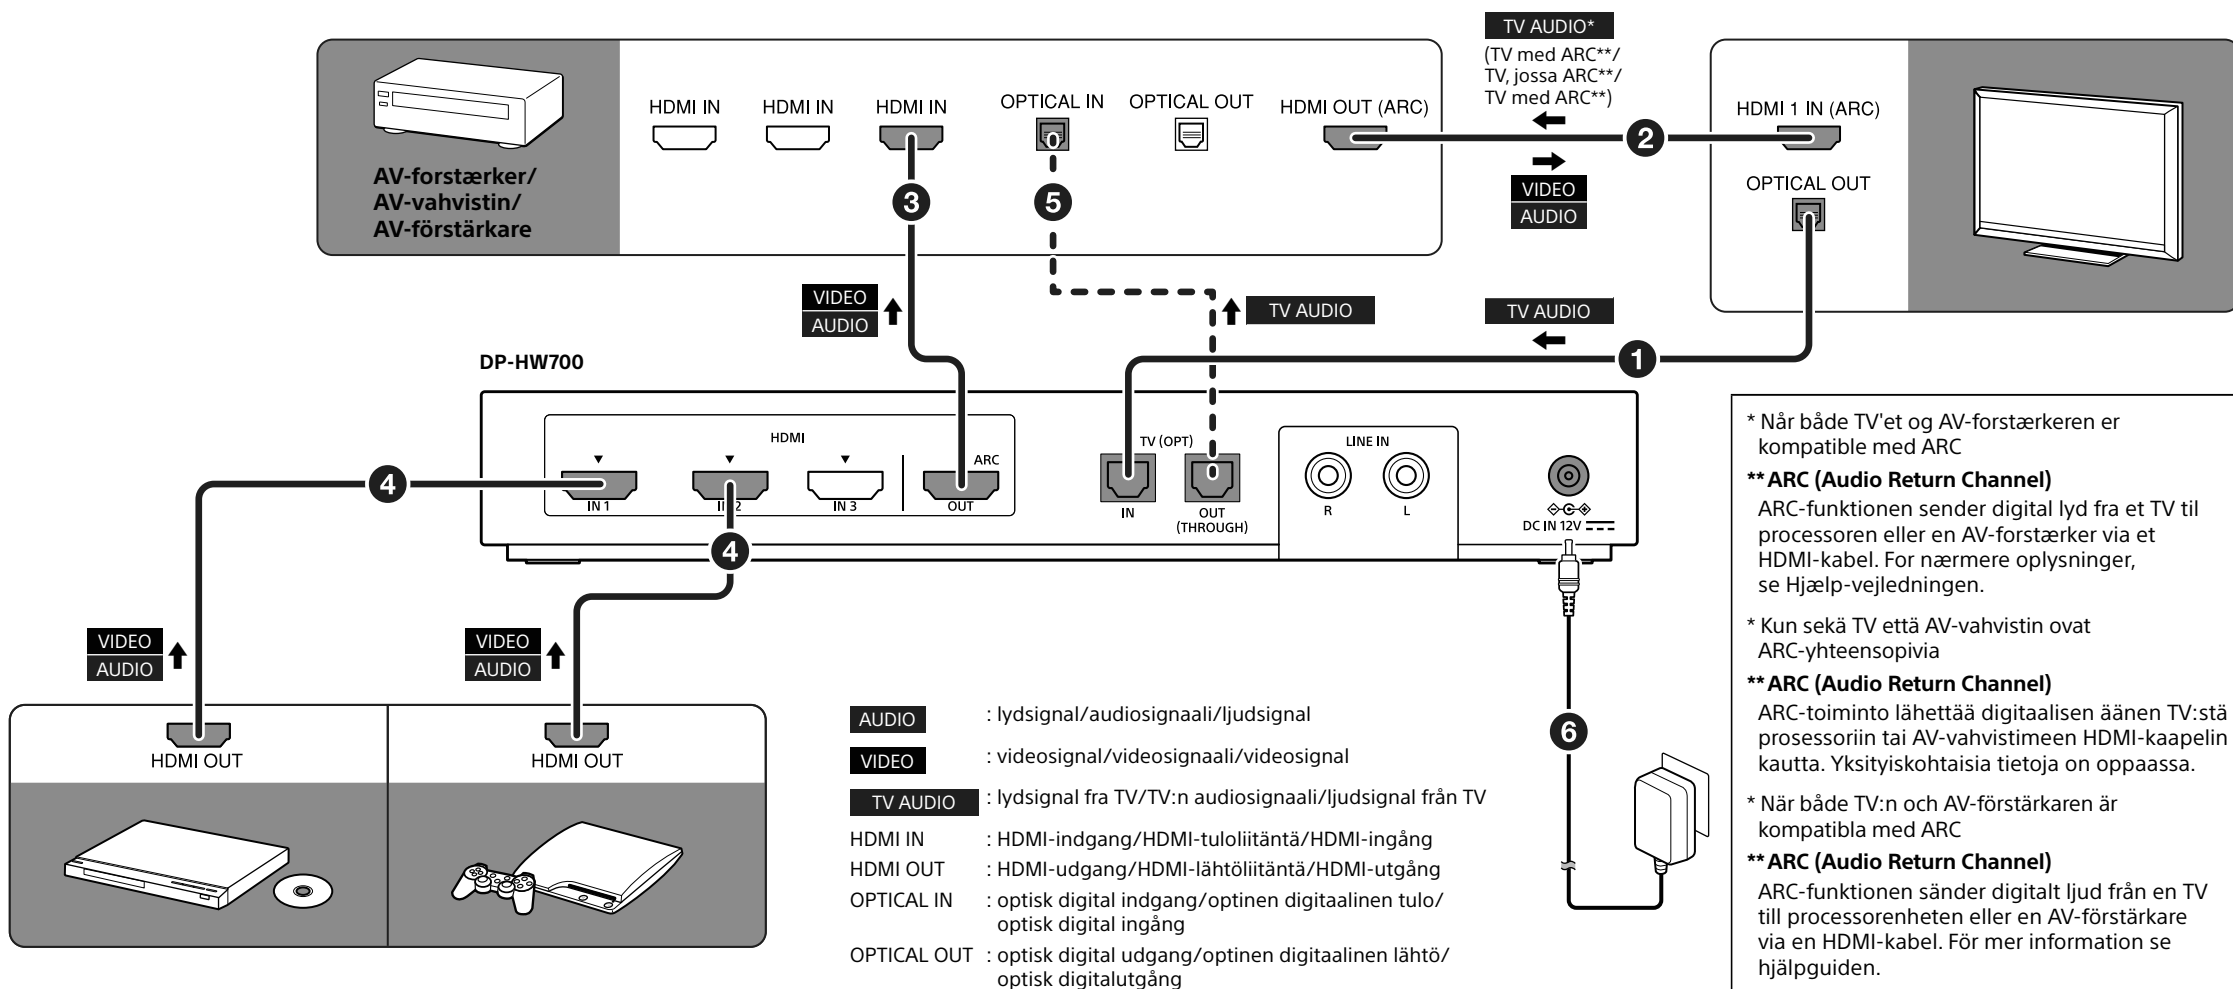 TV AUDIO*
(TV med ARC**/
TV, jossa ARC**/
TV med ARC**)
HDMI IN
HDMI IN
HDMI IN
OPTICAL IN
OPTICAL OUT
HDMI OUT (ARC)
HDMI 1 IN (ARC)
2
AV-forstærker/
AV-vahvistin/
AV-förstärkare
3
5
VIDEO
AUDIO
OPTICAL OUT
VIDEO
AUDIO
TV AUDIO
TV AUDIO
1
DP-HW700
HDMI
ARC
IN 1
IN 2
IN 3
OUT
TV (OPT)
IN
OUT
(THROUGH)
LINE IN
R
L
DC IN 12V
4
4
6
VIDEO
AUDIO
VIDEO
AUDIO
HDMI OUT
HDMI OUT
AUDIO : lydsignal/audiosignaali/ljudsignal
VIDEO : videosignal/videosignaali/videosignal
TV AUDIO : lydsignal fra TV/TV:n audiosignaali/ljudsignal från TV
HDMI IN : HDMI-indgang/HDMI-tuloliitäntä/HDMI-ingång
HDMI OUT : HDMI-udgang/HDMI-lähtöliitäntä/HDMI-utgång
OPTICAL IN : optisk digital indgang/optinen digitaalinen tulo/
optisk digital ingång
OPTICAL OUT : optisk digital udgang/optinen digitaalinen lähtö/
optisk digitalutgång
* Når både TV'et og AV-forstærkeren er
kompatible med ARC
** ARC (Audio Return Channel)
ARC-funktionen sender digital lyd fra et TV til
processoren eller en AV-forstærker via et
HDMI-kabel. For nærmere oplysninger,
se Hjælp-vejledningen.
* Kun sekä TV että AV-vahvistin ovat
ARC-yhteensopivia
** ARC (Audio Return Channel)
ARC-toiminto lähettää digitaalisen äänen TV:stä
prosessoriin tai AV-vahvistimeen HDMI-kaapelin
kautta. Yksityiskohtaisia tietoja on oppaassa.
* När både TV:n och AV-förstärkaren är
kompatibla med ARC
** ARC (Audio Return Channel)
ARC-funktionen sänder digitalt ljud från en TV
till processorenheten eller en AV-förstärkare
via en HDMI-kabel. För mer information se
hjälpguiden.